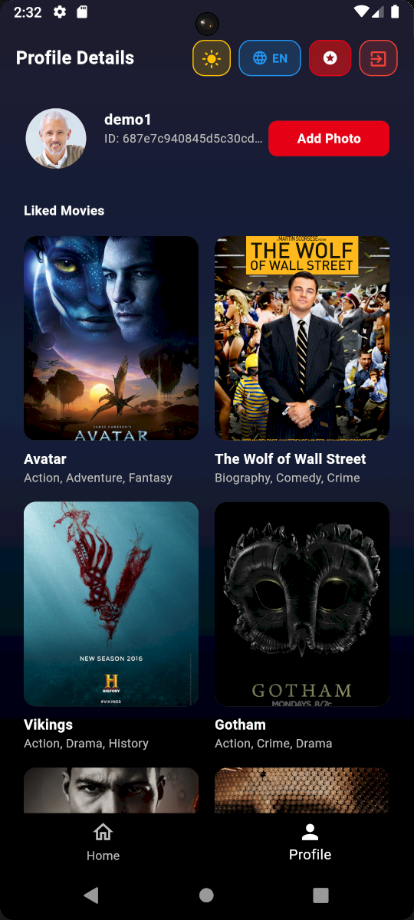 2:32
Profile Details
EN
demo1
ID: 687e7c940845d5c30cd...
Add Photo
Liked Movies
AVATAR
THE WOLF
OF WALL STREET
Avatar
Action, Adventure, Fantasy
The Wolf of Wall Street
Biography, Comedy, Crime
NEW SEASON 2016
H
HISTORY
#VIKINGS
GOTHAM
MONDAYS 8/7c
Vikings
Action, Drama, History
Gotham
Action, Crime, Drama
Home
Profile